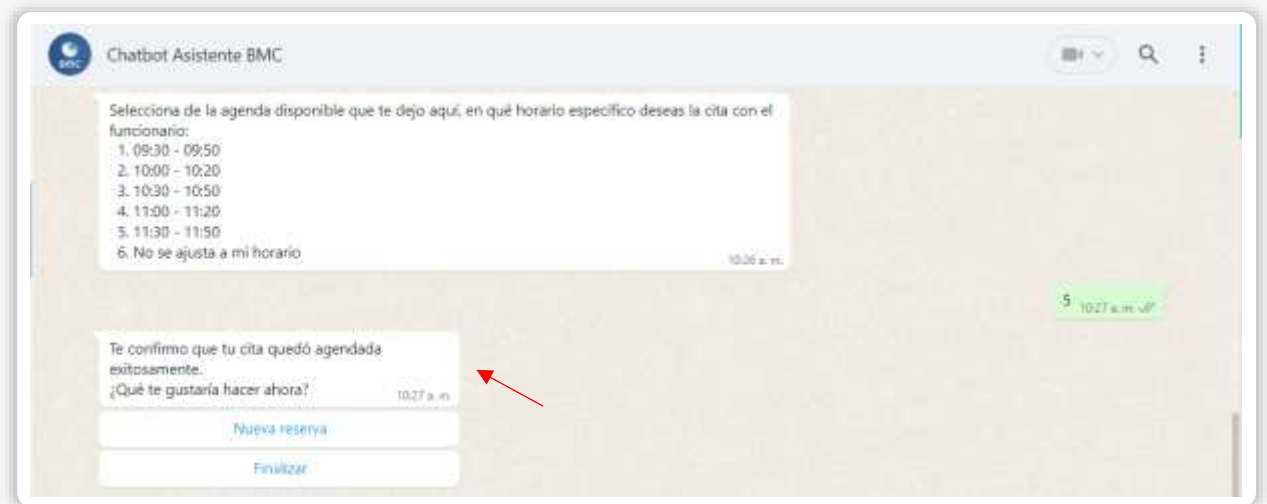 BMC
Chatbot Asistente BMC
Selecciona de la agenda disponible que te dejo aquí, en qué horario específico deseas la cita con el
funcionario:
1. 09:30 - 09:50
2. 10:00 - 10:20
3. 10:30 - 10:50
4. 11:00 - 11:20
5. 11:30 - 11:50
6. No se ajusta a mi horario
10:26 a. m.
5 10:27 a. m.
Te confirmo que tu cita quedó agendada
exitosamente.
¿Qué te gustaría hacer ahora?
10:27 a. m.
Nueva reserva
Finalizar